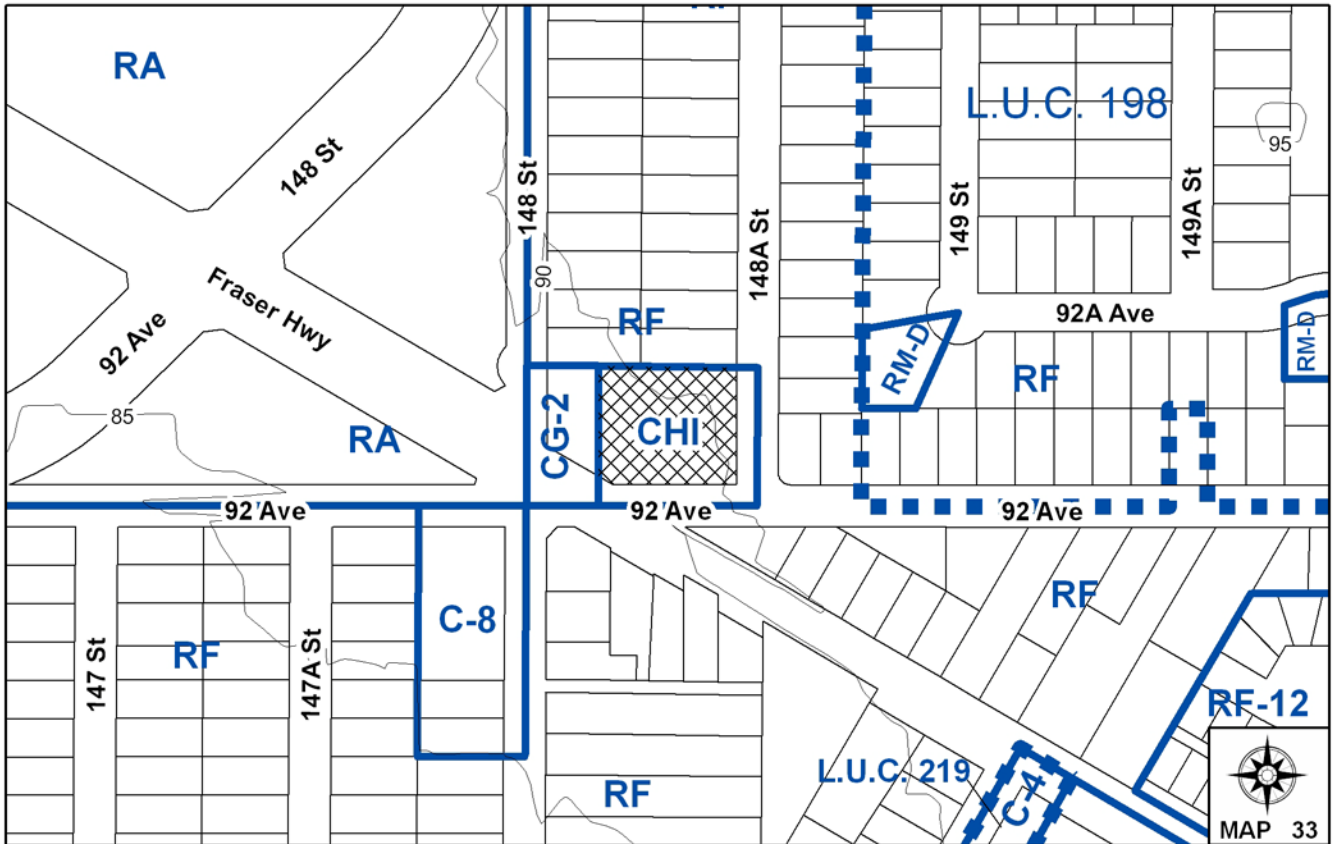 RA
148 St
148 St
Fraser Hwy
92 Ave
85
RA
90
RF
148A St
L.U.C. 198
149 St
149A St
95
92A Ave
RM-D
RM-D
RF
CG-2
CHI
92 Ave
92 Ave
92 Ave
147 St
RF
147A St
C-8
RF
RF
RF-12
L.U.C. 219
C-4
MAP 33